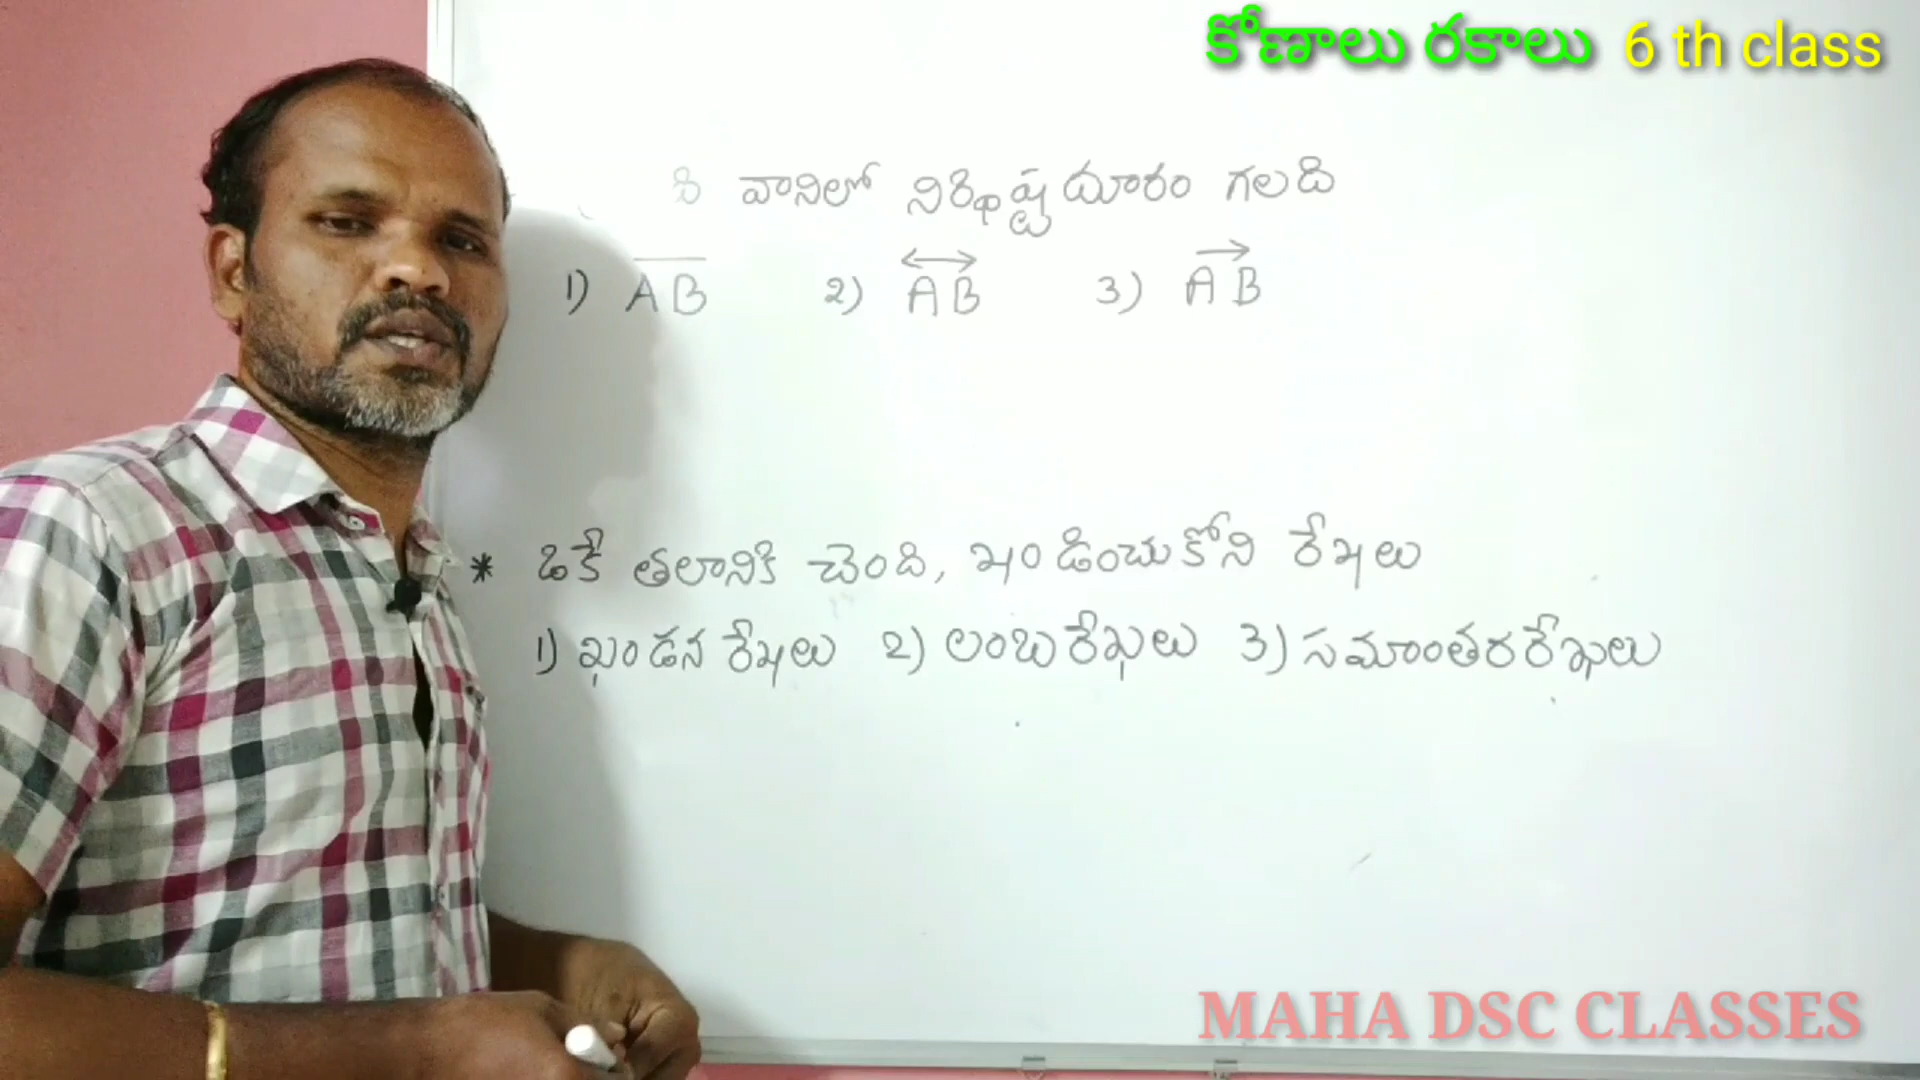 కోణాలు రకాలు 6 th class
వానిలో నిర్థిష్ట దూరం గలది
1) AB 2) AB 3) AB
* ఒకే తలానికి చెంది, ఖండించుకోని రేఖలు
1) ఖండన రేఖలు 2) లంబరేఖలు 3) సమాంతర రేఖలు
MAHA DSC CLASSES